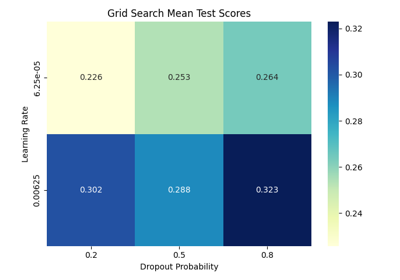 Grid Search Mean Test Scores
Learning Rate
6.25e-05
0.226 0.253 0.264
0.00625
0.302 0.288 0.323
0.2 0.5 0.8
Dropout Probability
0.32
0.30
0.28
0.26
0.24